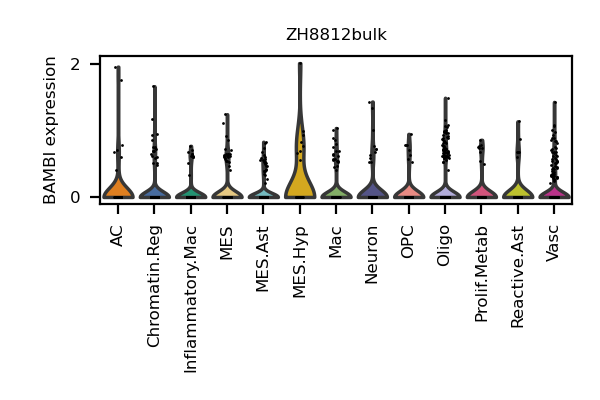 ZH8812bulk
BAMBI expression
2
0
AC
Chromatin.Reg
Inflammatory.Mac
MES
MES.Ast
MES.Hyp
Mac
Neuron
OPC
Oligo
Prolif.Metab
Reactive.Ast
Vasc